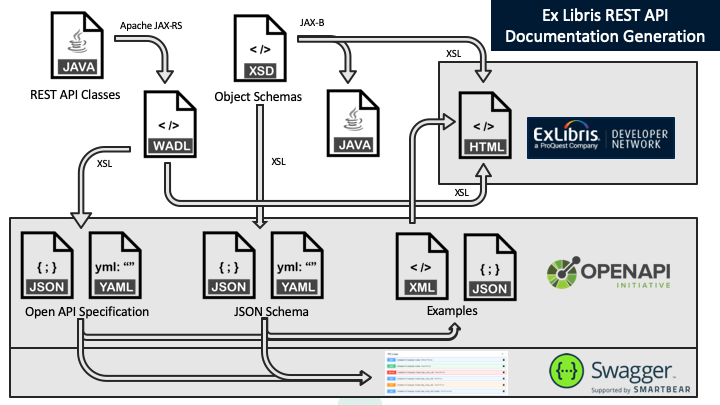 Ex Libris REST API
Documentation Generation
Apache JAX-RS
JAX-B
XSL
JAVA
REST API Classes
</>
XSD
Object Schemas
</>
WADL
JAVA
</>
HTML
ExLibris
a ProQuest Company
DEVELOPER
NETWORK
XSL
XSL
XSL
{ ; }
JSON
yml: “”
YAML
Open API Specification
{ ; }
JSON
yml: “”
YAML
JSON Schema
</>
XML
{ ; }
JSON
Examples
OPENAPI
INITIATIVE
{··}
Swagger
Supported by SMARTBEAR